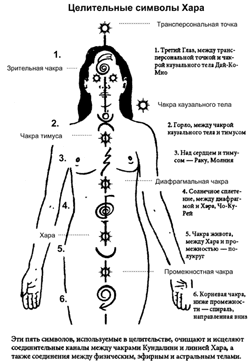 Целительные символы Хара
Трансперсональная точка
1.
Зрительная чакра
1. Третий Глаз, между транс-
персональной точкой и чак-
рой каузального тела Дай-Ко-
Мио
Чакра каузального тела
2.
2. Горло, между чакрой
каузального тела и тимусом
Чакра тимуса
3.
3. Над сердцем и тиму-
сом — Раку, Молния
Диафрагмальная чакра
4.
4. Солнечное сплете-
ние, между диафраг-
мой и Хара, Чо-Ку-
Рей
Хара
5.
5. Чакра живота,
между Хара и про-
межностью — по-
лукруг
Промежностная чакра
6.
6. Корневая чакра,
ниже промежнос-
ти — спираль,
направленная вниз
Эти пять символов, используемые в целительстве, очищают и исцеляют
соединительные каналы между чакрами Кундалини и линией Хара, а
также соединения между физическим, эфирным и астральным телами.